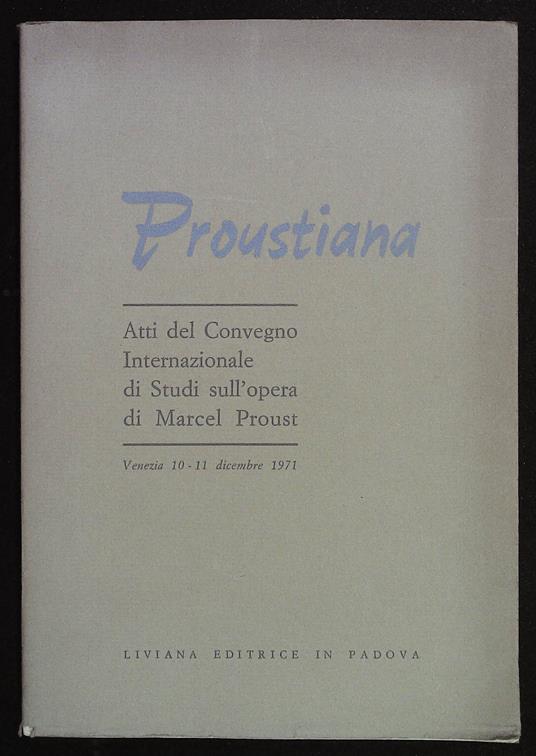 Proustiana
Atti del Convegno
Internazionale
di Studi sull'opera
di Marcel Proust
Venezia 10 - 11 dicembre 1971
LIVIANA EDITRICE IN PADOVA